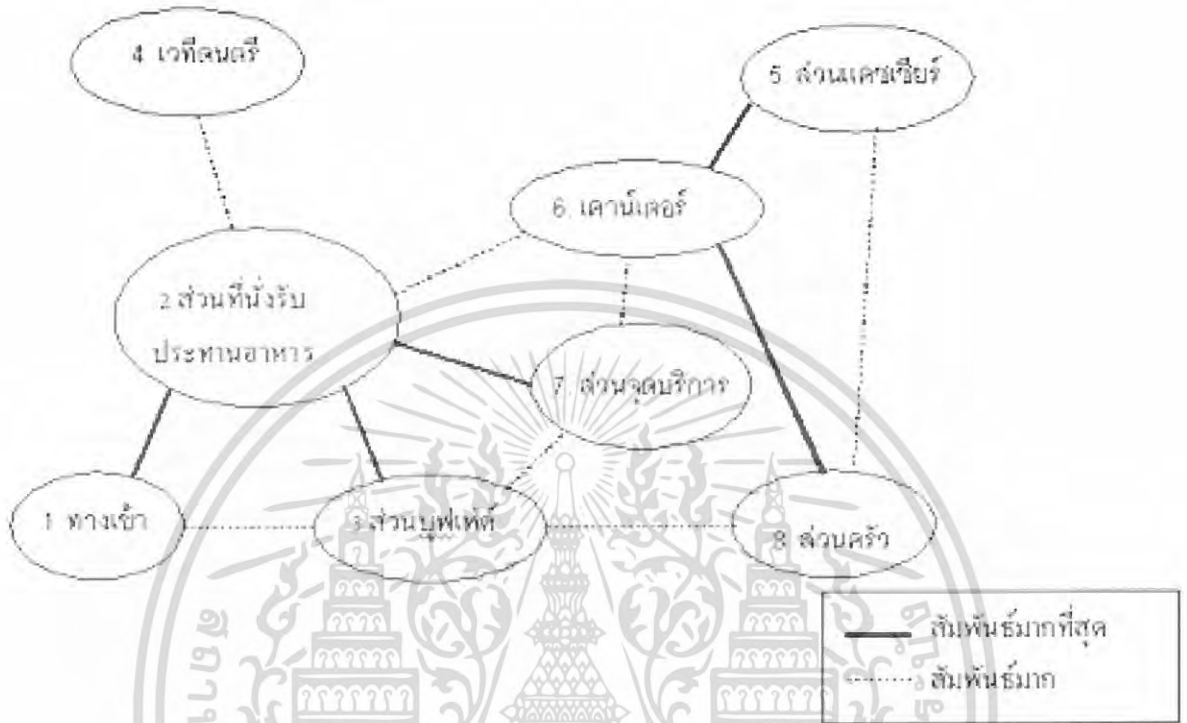 4. เวทีดนตรี
5. ส่วนแคชเชียร์
6. เคาน์เตอร์
2 ส่วนที่นั่งรับ
ประทานอาหาร
7. ส่วนจุดบริการ
1 ทางเข้า
3 ส่วนบุฟเฟ่ต์
8 ส่วนครัว
สัมพันธ์มากที่สุด
สัมพันธ์มาก